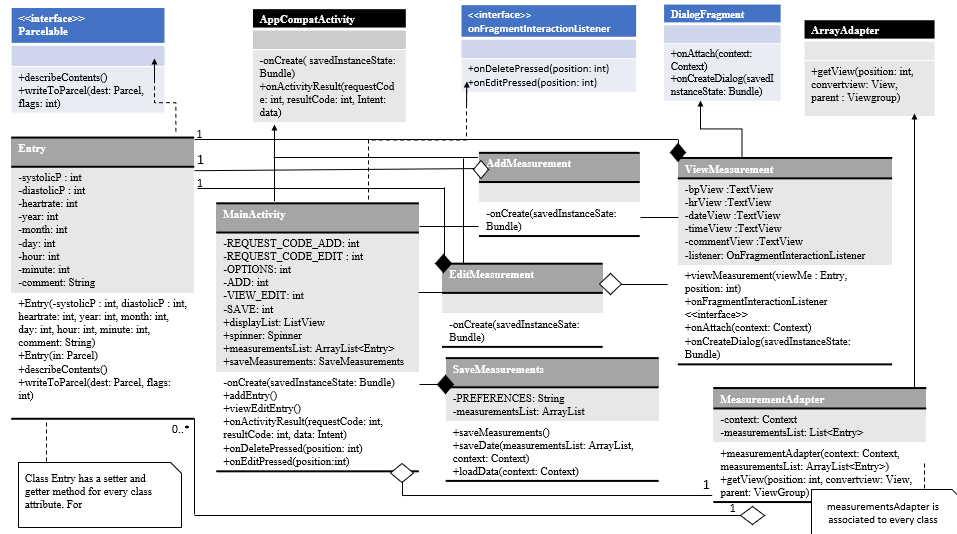 <<interface>>
Parcelable
+describeContents()
+writeToParcel(dest: Parcel,
flags: int)
AppCompatActivity
-onCreate( savedInstanceState:
Bundle)
+onActivityResult(requestCod
e: int, resultCode: int, Intent:
data)
<<interface>>
onFragmentInteractionListener
+onDeletePressed(position: int)
+onEditPressed(position: int)
DialogFragment
+onAttach(context:
Context)
+onCreateDialog(savedI
nstanceState: Bundle)
ArrayAdapter
+getView(position: int,
convertview: View,
parent : Viewgroup)
1
1
1
Entry
-systolicP : int
-diastolicP : int
-heartrate: int
-year: int
-month: int
-day: int
-hour: int
-minute: int
-comment: String
+Entry(-systolicP : int, diastolicP : int,
heartrate: int, year: int, month: int,
day: int, hour: int, minute: int,
comment: String)
+Entry(in: Parcel)
+describeContents()
+writeToParcel(dest: Parcel, flags:
int)
MainActivity
-REQUEST_CODE_ADD: int
-REQUEST_CODE_EDIT : int
-OPTIONS: int
-ADD: int
-VIEW_EDIT: int
-SAVE: int
+displayList: ListView
+spinner: Spinner
+measurementsList: ArrayList<Entry>
+saveMeasurements: SaveMeasurements
-onCreate(savedInstanceState: Bundle)
+addEntry()
+viewEditEntry()
+onActivityResult(requestCode: int,
resultCode: int, data: Intent)
+onDeletePressed(position: int)
+onEditPressed(position:int)
AddMeasurement
-onCreate(savedInstanceSate:
Bundle)
EditMeasurement
-onCreate(savedInstanceSate:
Bundle)
SaveMeasurements
-PREFERENCES: String
-measurementsList: ArrayList
+saveMeasurements()
+saveDate(measurementsList: ArrayList,
context: Context)
+loadData(context: Context)
ViewMeasurement
-bpView :TextView
-hrView :TextView
-dateView :TextView
-timeView :TextView
-commentView :TextView
-listener: OnFragmentInteractionListener
+viewMeasurement(viewMe : Entry,
position: int)
+onFragmentInteractionListener
<<interface>>
+onAttach(context: Context)
+onCreateDialog(savedInstanceState:
Bundle)
MeasurementAdapter
-context: Context
-measurementsList: List<Entry>
+measurementAdapter(context: Context,
measurementsList: ArrayList<Entry>)
+getView(position: int, convertview: View,
parent: ViewGroup)
0..*
1
1
Class Entry has a setter and
getter method for every class
attribute. For
measurementsAdapter is
associated to every class